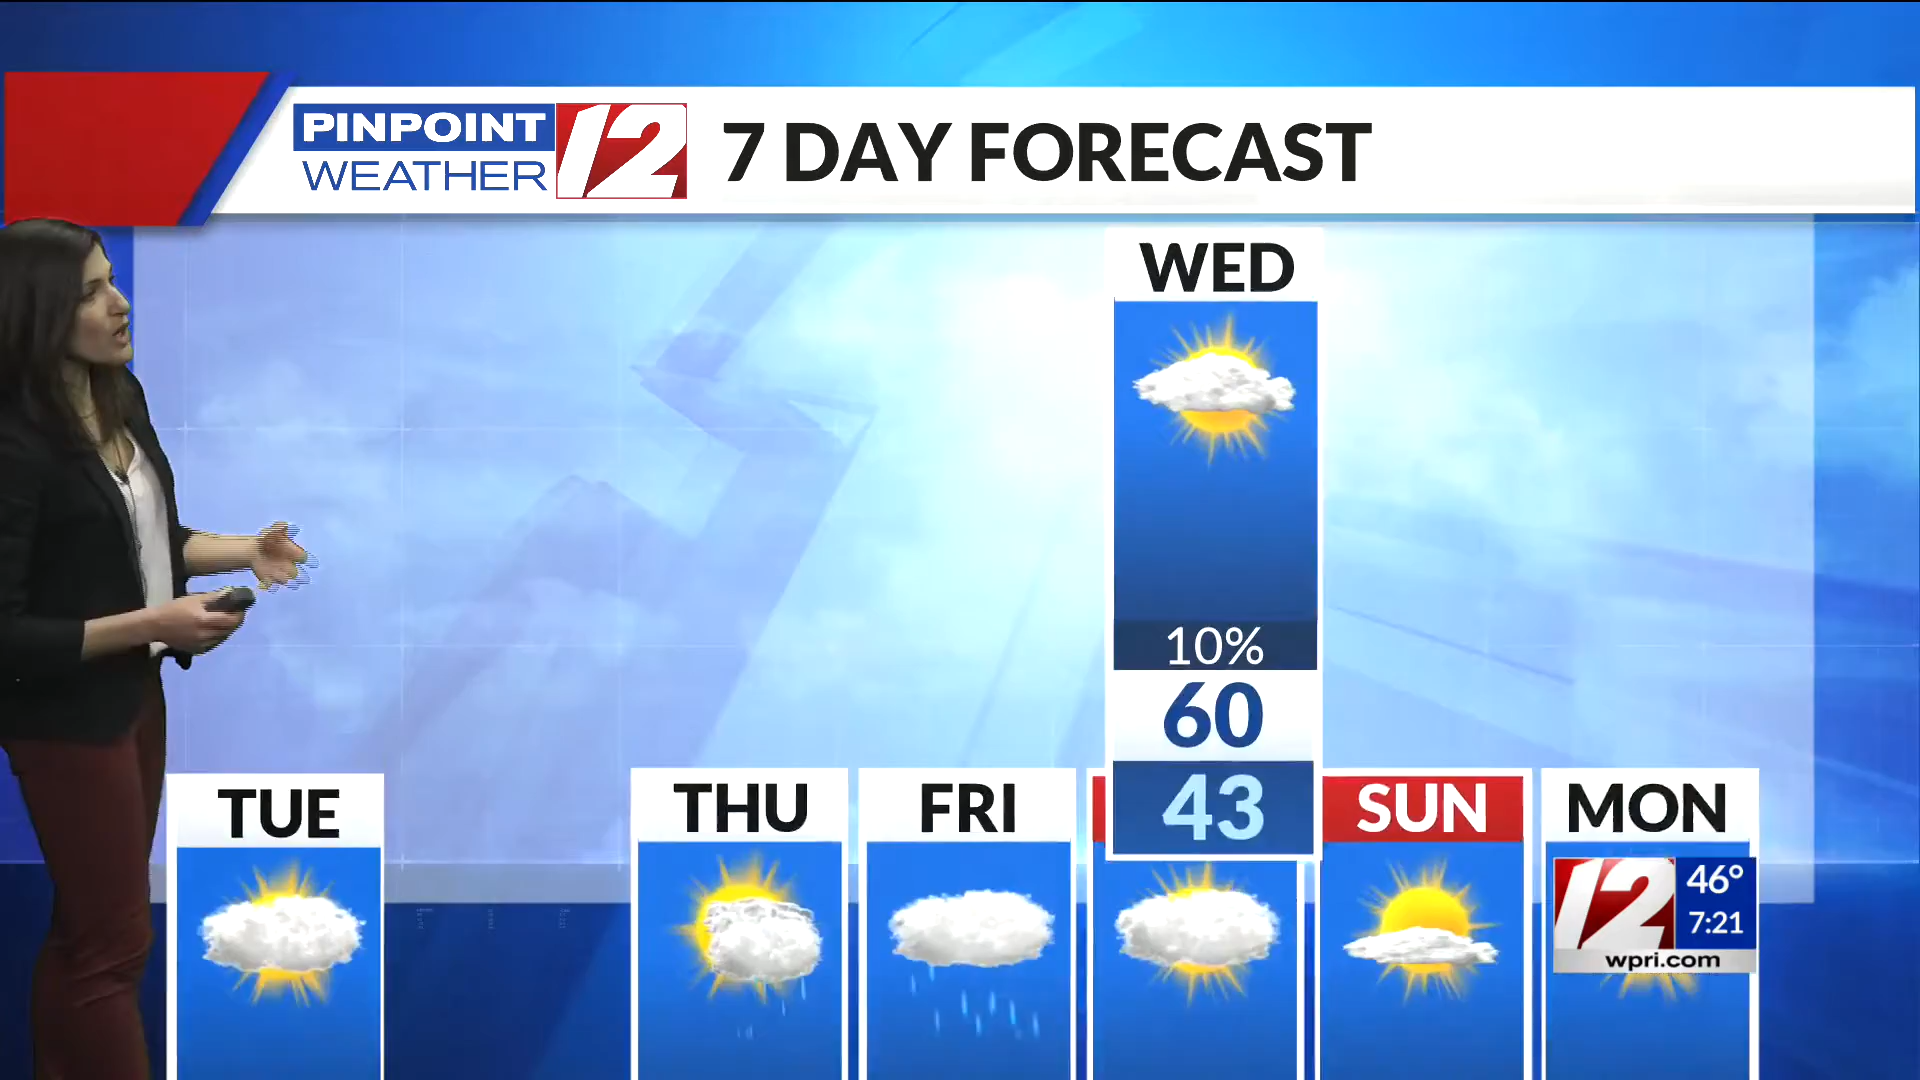 PINPOINT
WEATHER
12
7 DAY FORECAST
WED
10%
60
43
TUE
THU
FRI
SUN
MON
12
46°
7:21
wpri.com